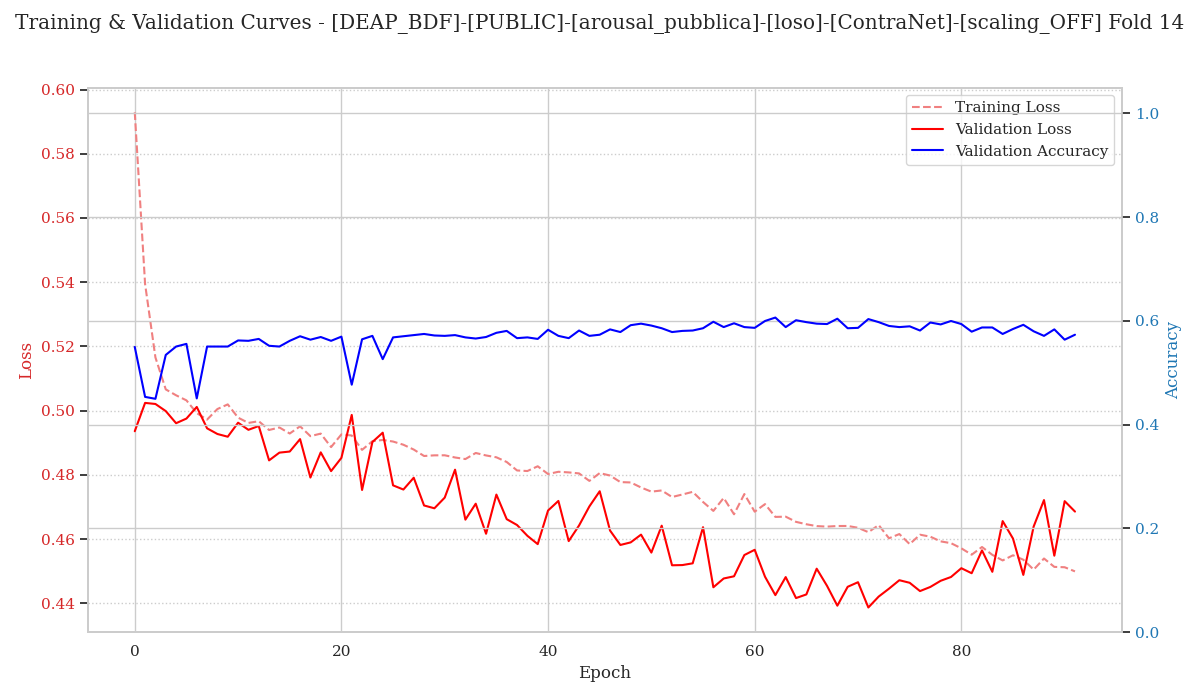 Training & Validation Curves - [DEAP_BDF]-[PUBLIC]-[arousal_pubblica]-[loso]-[ContraNet]-[scaling_OFF] Fold 14
Training Loss
Validation Loss
Validation Accuracy
0.60
0.58
0.56
0.54
0.52
0.50
0.48
0.46
0.44
Loss
1.0
0.8
0.6
0.4
0.2
0.0
Accuracy
0 20 40 60 80
Epoch